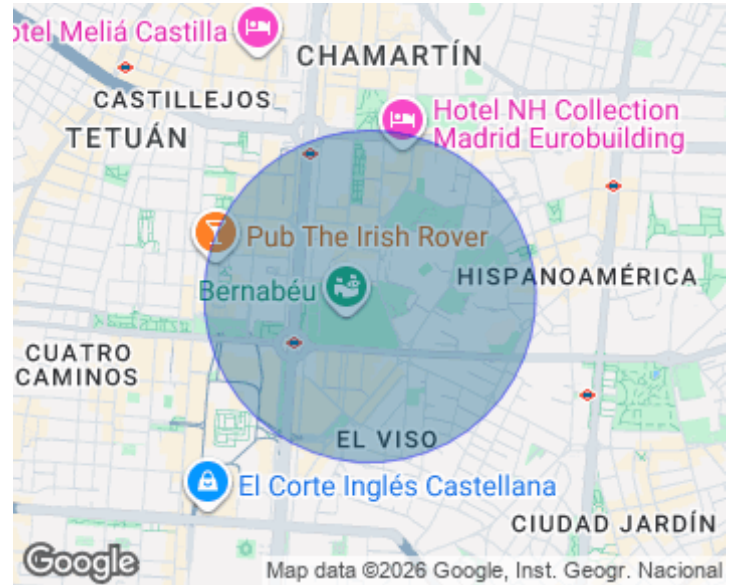 otel Meliá Castilla
CHAMARTÍN
CASTILLEJOS
TETUÁN
Hotel NH Collection
Madrid Eurobuilding
Pub The Irish Rover
Bernabéu
HISPANOAMÉRICA
CUATRO
CAMINOS
EL VISO
El Corte Inglés Castellana
CIUDAD JARDÍN
Google
Map data ©2026 Google, Inst. Geogr. Nacional